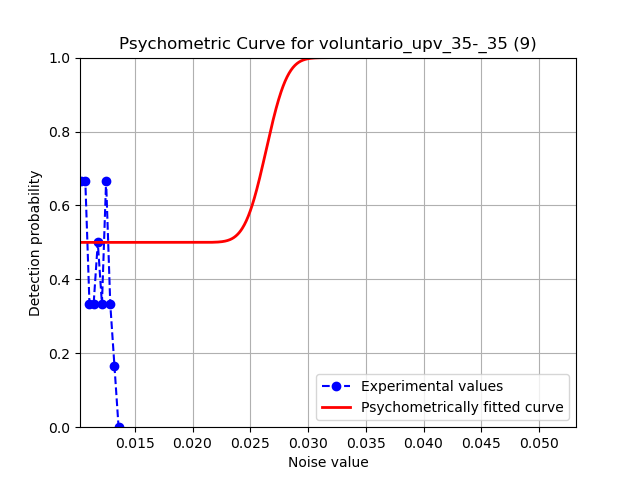 Psychometric Curve for voluntario_upv_35-_35 (9)
1.0
0.8
0.6
0.4
0.2
0.0
Detection probability
Experimental values
Psychometrically fitted curve
0.015 0.020 0.025 0.030 0.035 0.040 0.045 0.050
Noise value